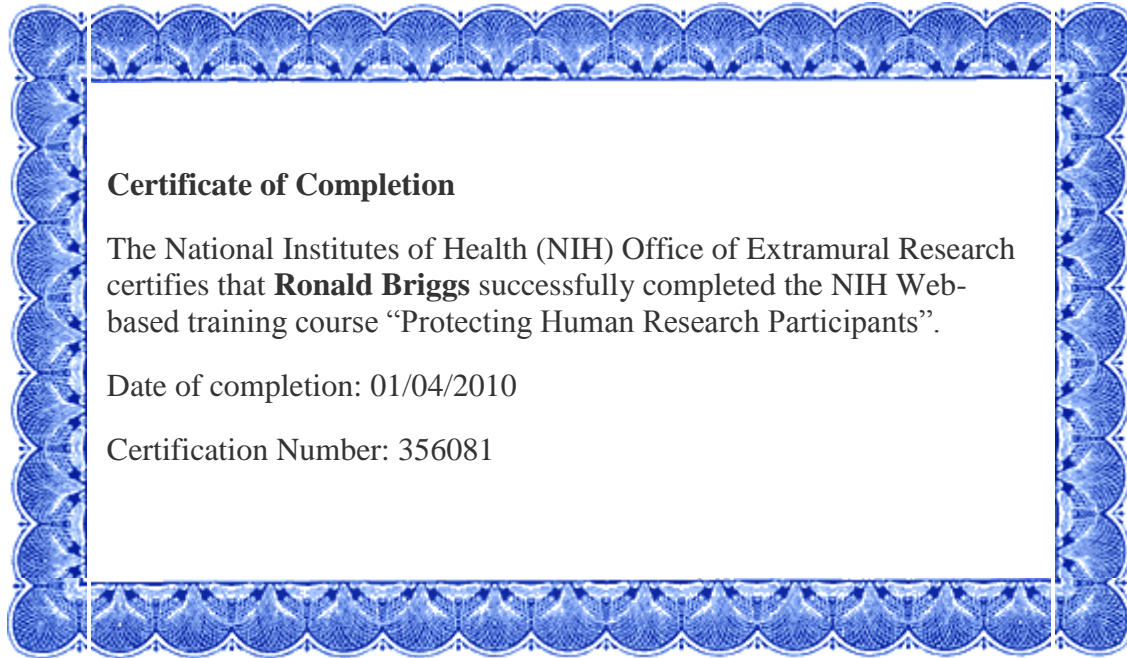 Certificate of Completion
The National Institutes of Health (NIH) Office of Extramural Research
certifies that Ronald Briggs successfully completed the NIH Web-
based training course “Protecting Human Research Participants”.
Date of completion: 01/04/2010
Certification Number: 356081